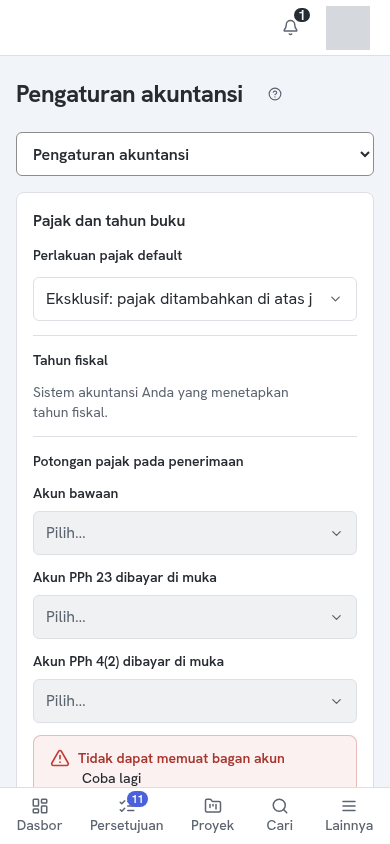 1
Pengaturan akuntansi
Pengaturan akuntansi
Pajak dan tahun buku
Perlakuan pajak default
Eksklusif: pajak ditambahkan di atas j
Tahun fiskal
Sistem akuntansi Anda yang menetapkan
tahun fiskal.
Potongan pajak pada penerimaan
Akun bawaan
Pilih...
Akun PPh 23 dibayar di muka
Pilih...
Akun PPh 4(2) dibayar di muka
Pilih...
Tidak dapat memuat bagan akun
Coba lagi
11
Dasbor Persetujuan Proyek Cari Lainnya